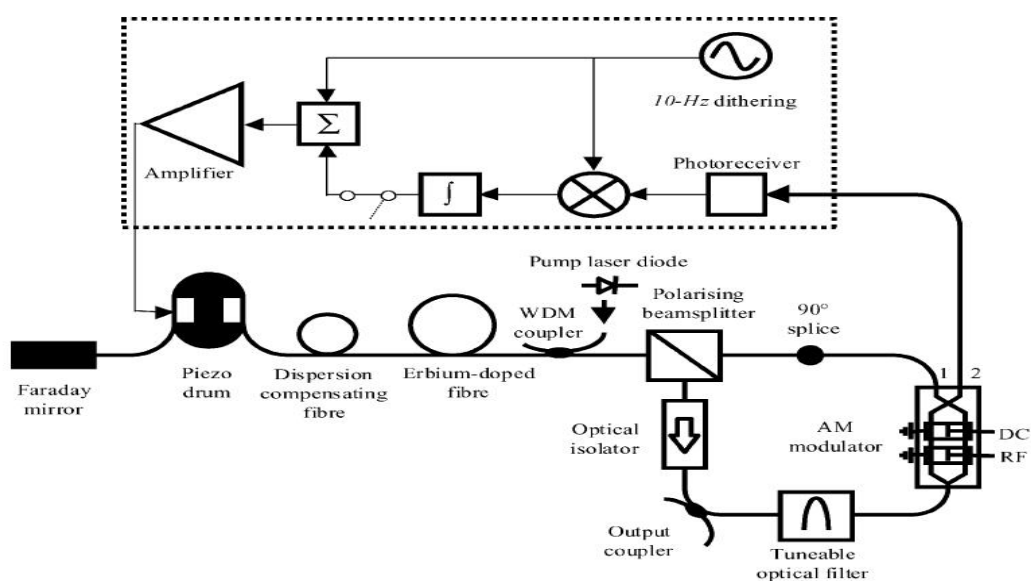 10-Hz dithering
Σ
Amplifier
Photoreceiver
∫
Pump laser diode
WDM
coupler
Polarising
beamsplitter
90°
splice
1 2
Faraday
mirror
Piezo
drum
Dispersion
compensating
fibre
Erbium-doped
fibre
Optical
isolator
AM
modulator
DC
RF
Output
coupler
Tuneable
optical filter